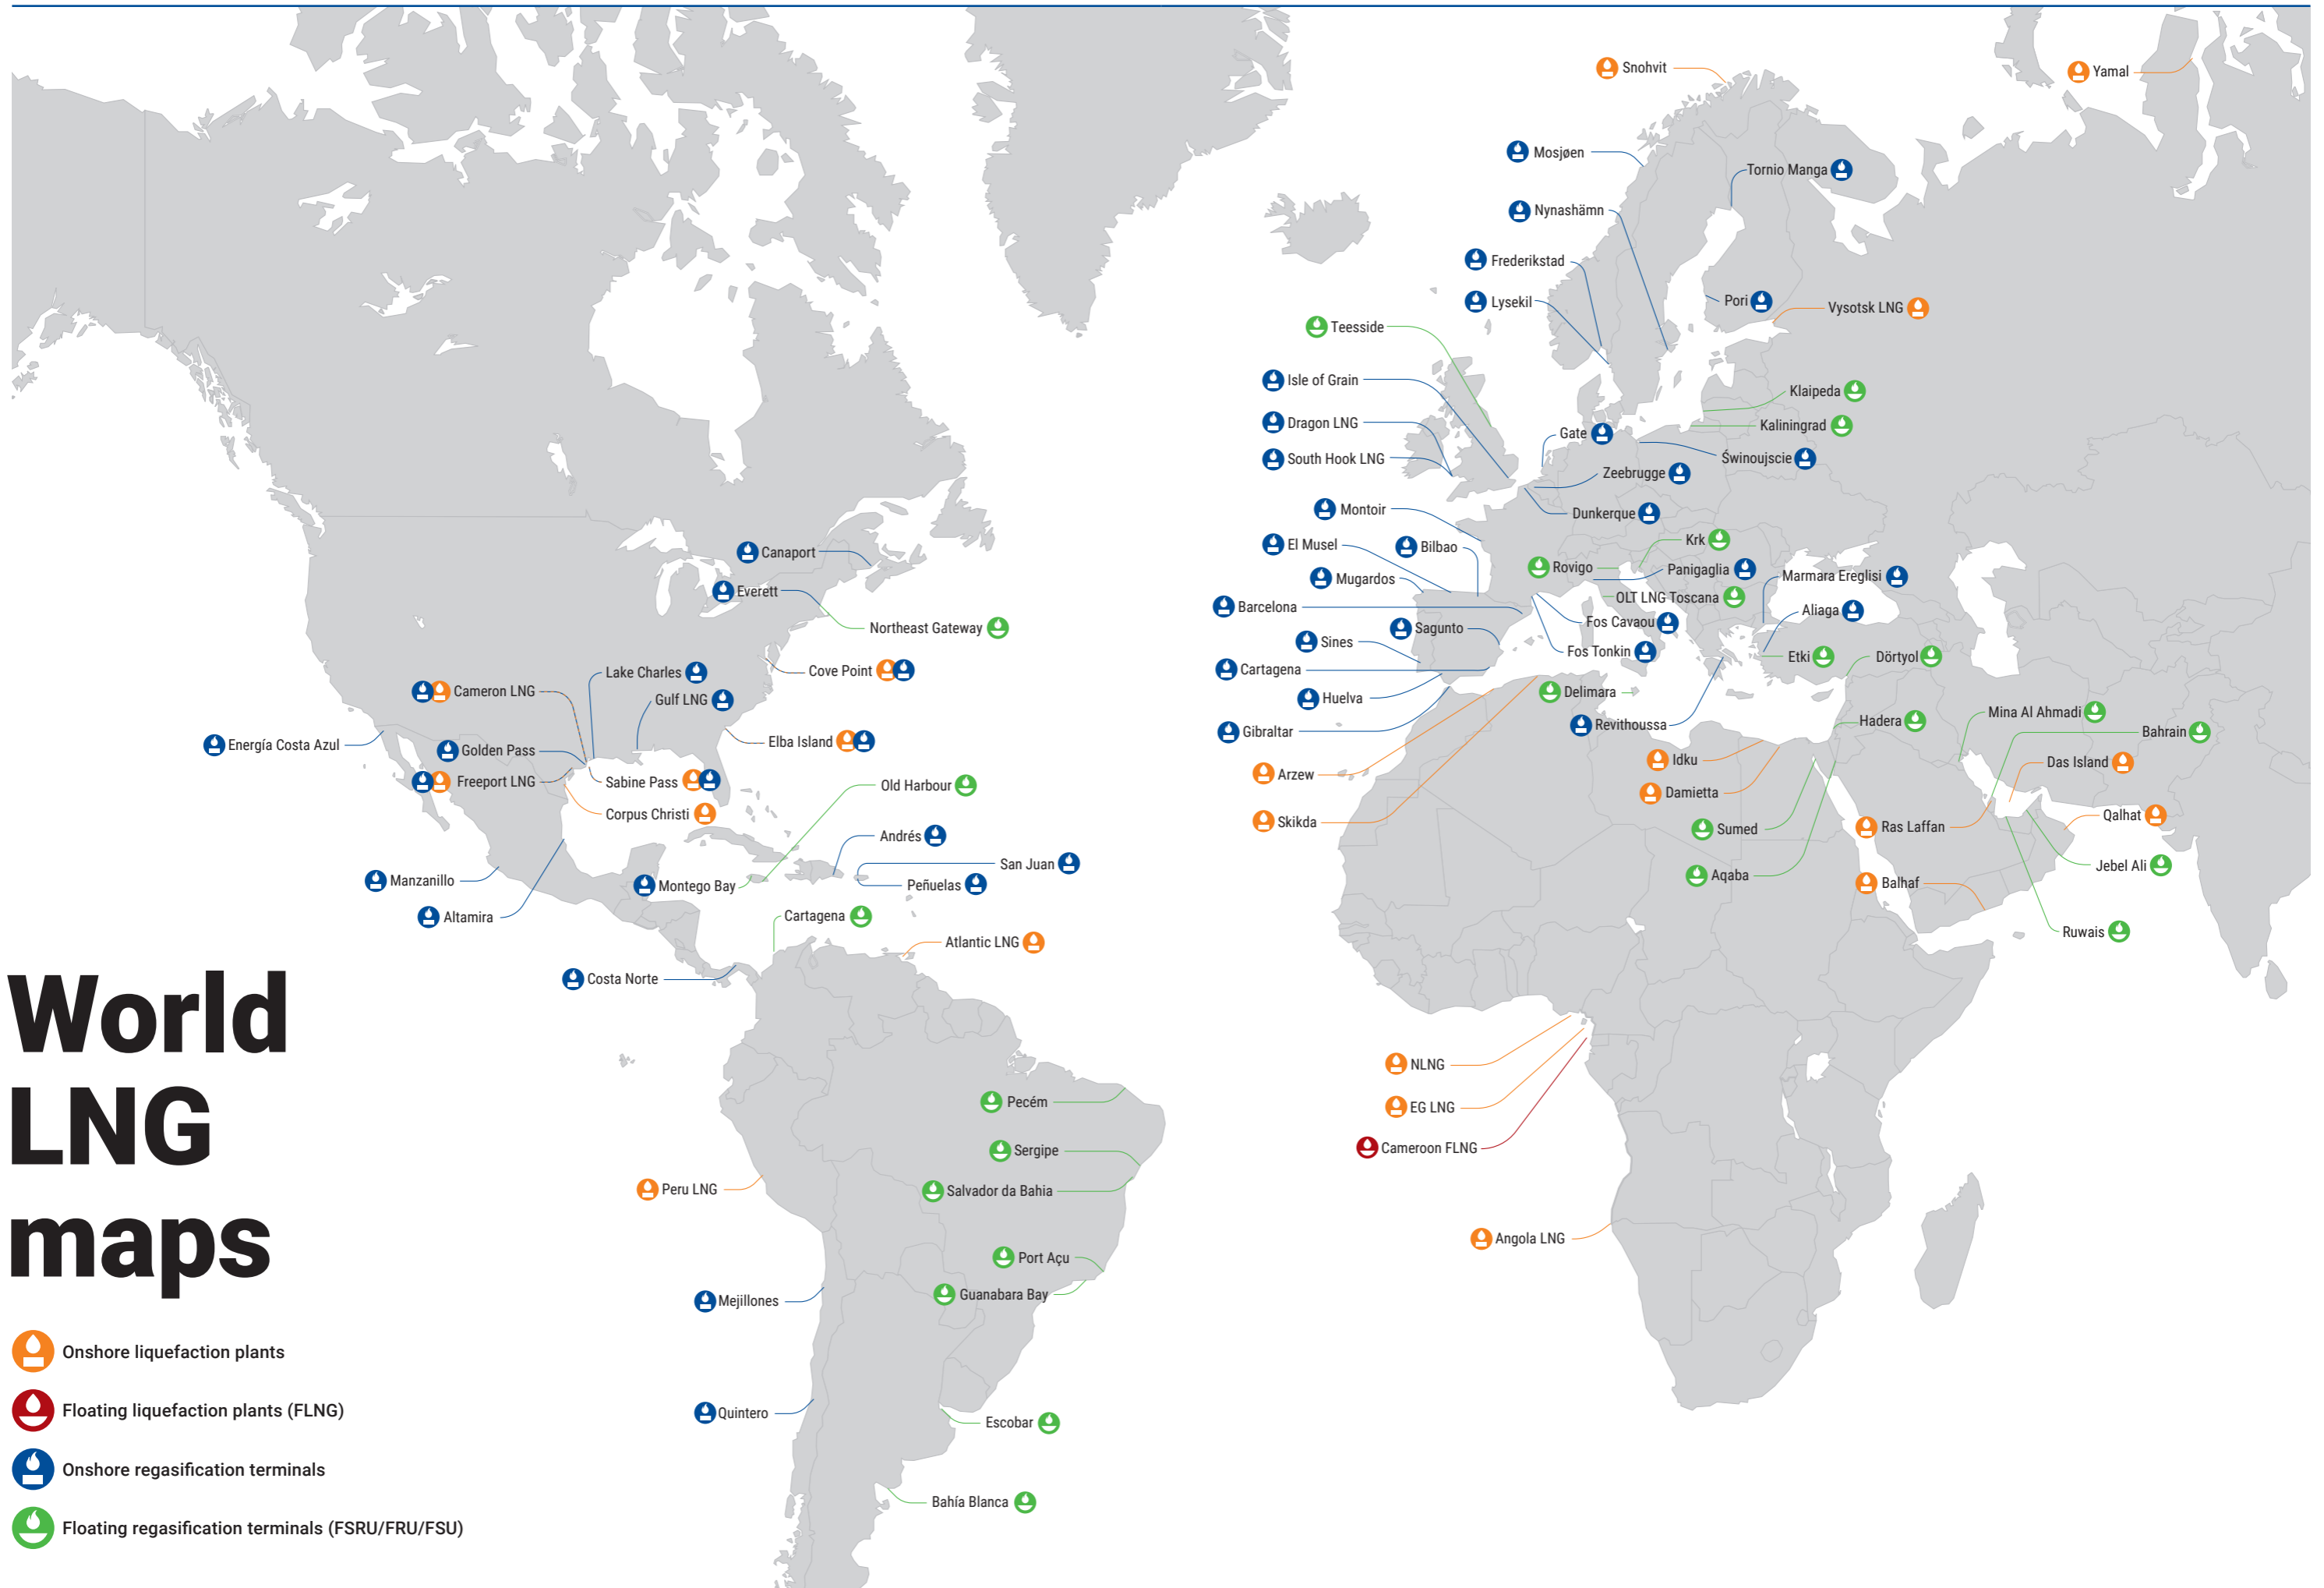 Snohvit
Yamal
Mosjøen
Tornio Manga
Nynashämn
Frederikstad
Lysekil
Pori
Vysotsk LNG
Teesside
Isle of Grain
Klaipeda
Dragon LNG
Kaliningrad
Gate
South Hook LNG
Świnoujscie
Zeebrugge
Montoir
Dunkerque
El Musel
Bilbao
Krk
Canaport
Rovigo
Panigaglia
Mugardos
Marmara Ereglisi
Everett
OLT LNG Toscana
Barcelona
Aliaga
Northeast Gateway
Sagunto
Fos Cavaou
Sines
Fos Tonkin
Etki
Dörtyol
Cove Point
Lake Charles
Cartagena
Cameron LNG
Gulf LNG
Huelva
Delimara
Mina Al Ahmadi
Revithoussa
Hadera
Gibraltar
Bahrain
Energía Costa Azul
Elba Island
Golden Pass
Idku
Das Island
Arzew
Freeport LNG
Sabine Pass
Old Harbour
Damietta
Corpus Christi
Skikda
Sumed
Ras Laffan
Qalhat
Andrés
San Juan
Jebel Ali
Manzanillo
Montego Bay
Peñuelas
Aqaba
Balhaf
Altamira
Cartagena
Ruwais
Atlantic LNG
Costa Norte
World
LNG
maps
NLNG
Pecém
EG LNG
Sergipe
Cameroon FLNG
Peru LNG
Salvador da Bahia
Angola LNG
Port Açu
Guanabara Bay
Mejillones
Onshore liquefaction plants
Floating liquefaction plants (FLNG)
Quintero
Escobar
Onshore regasification terminals
Bahía Blanca
Floating regasification terminals (FSRU/FRU/FSU)